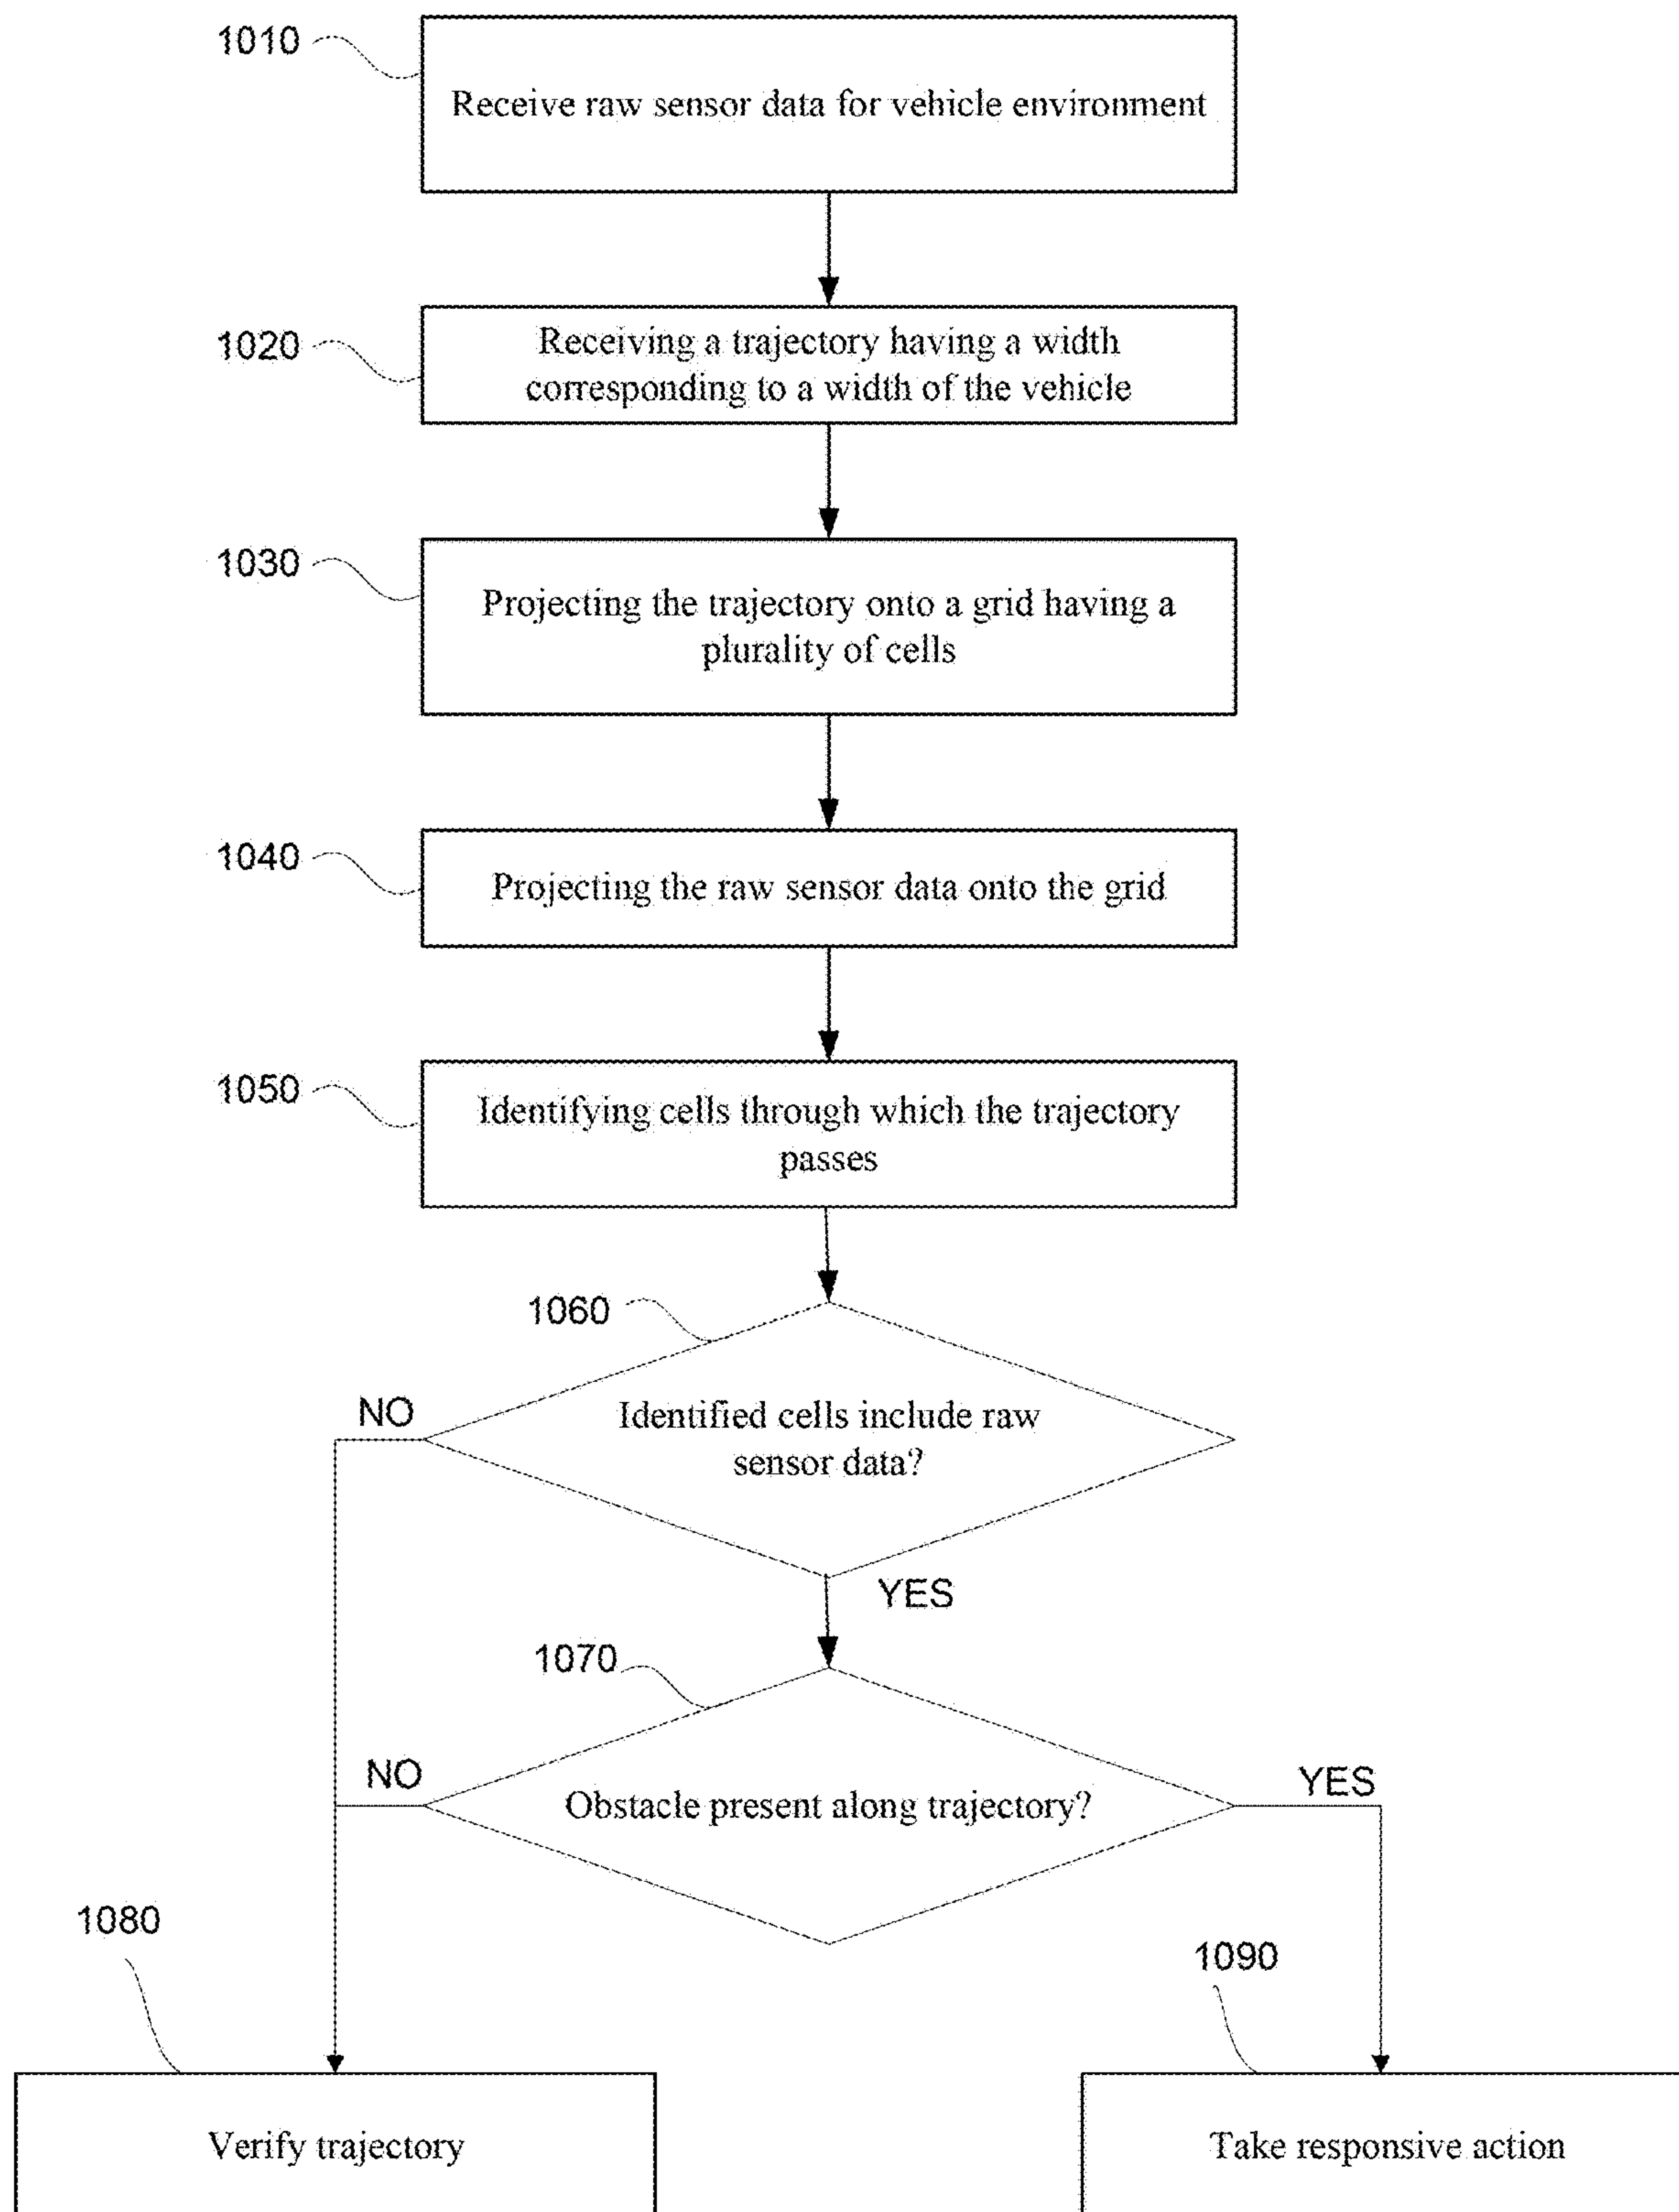 1010
Receive raw sensor data for vehicle environment
1020
Receiving a trajectory having a width
corresponding to a width of the vehicle
1030
Projecting the trajectory onto a grid having a
plurality of cells
1040
Projecting the raw sensor data onto the grid
1050
Identifying cells through which the trajectory
passes
1060
NO
Identified cells include raw
sensor data?
YES
1070
NO
Obstacle present along trajectory?
YES
1080
1090
Verify trajectory
Take responsive action